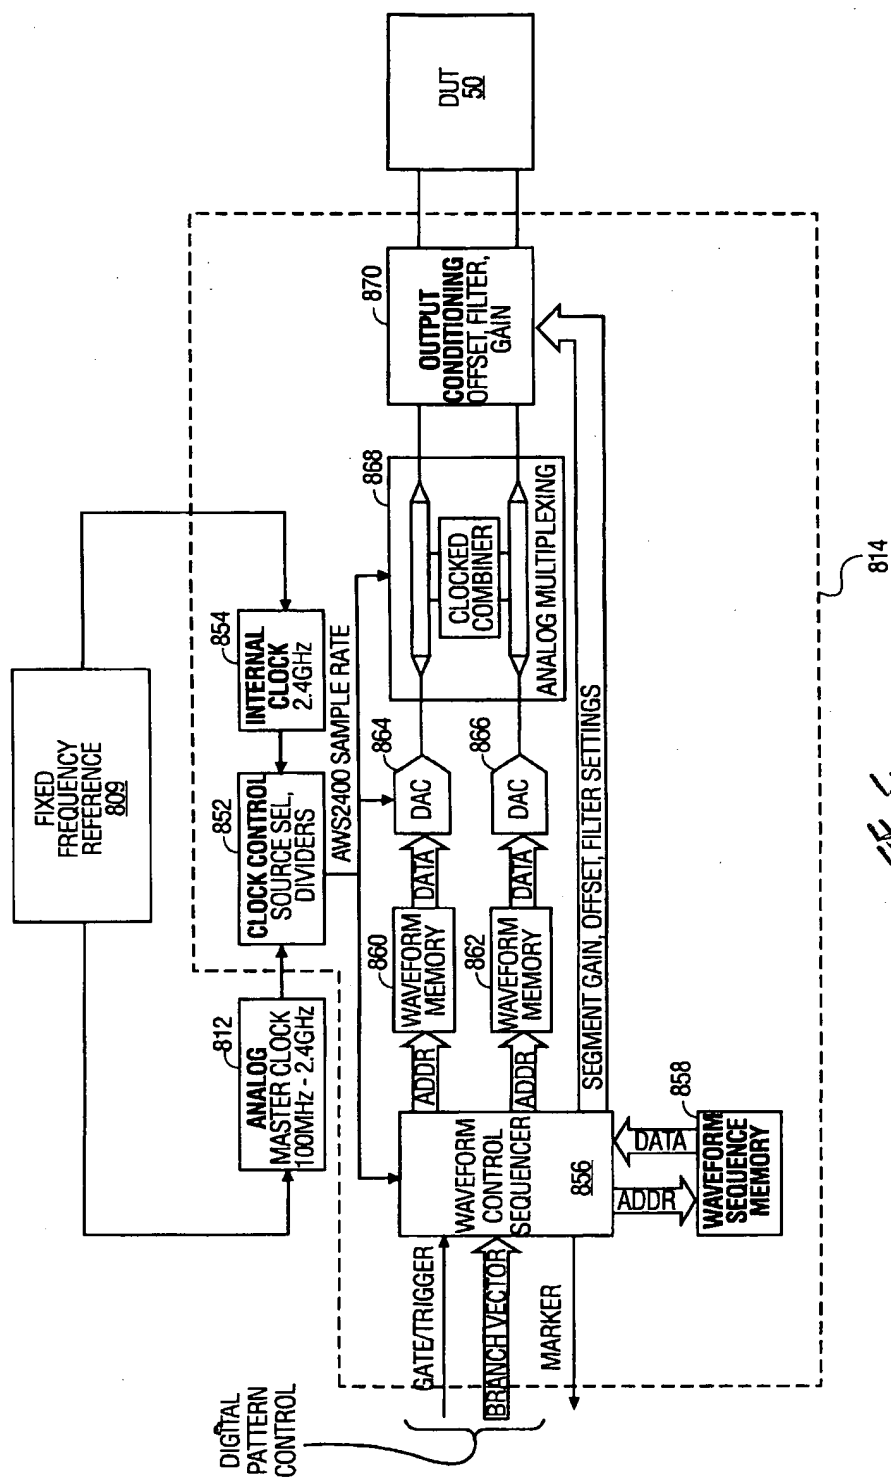 FIXED
FREQUENCY
REFERENCE
809
812
ANALOG
MASTER CLOCK
100MHz - 2.4GHz
852
CLOCK CONTROL
SOURCE SEL,
DIVIDERS
854
INTERNAL
CLOCK
2.4GHz
AWS2400 SAMPLE RATE
DIGITAL
PATTERN
CONTROL
GATE/TRIGGER
BRANCH VECTOR
MARKER
WAVEFORM
CONTROL
SEQUENCER
856
ADDR
860
WAVEFORM
MEMORY
DATA
864
DAC
ADDR
862
WAVEFORM
MEMORY
DATA
866
DAC
868
CLOCKED
COMBINER
ANALOG MULTIPLEXING
870
OUTPUT
CONDITIONING
OFFSET, FILTER,
GAIN
DUT
50
SEGMENT GAIN, OFFSET, FILTER SETTINGS
ADDR
DATA
858
WAVEFORM
SEQUENCE
MEMORY
814